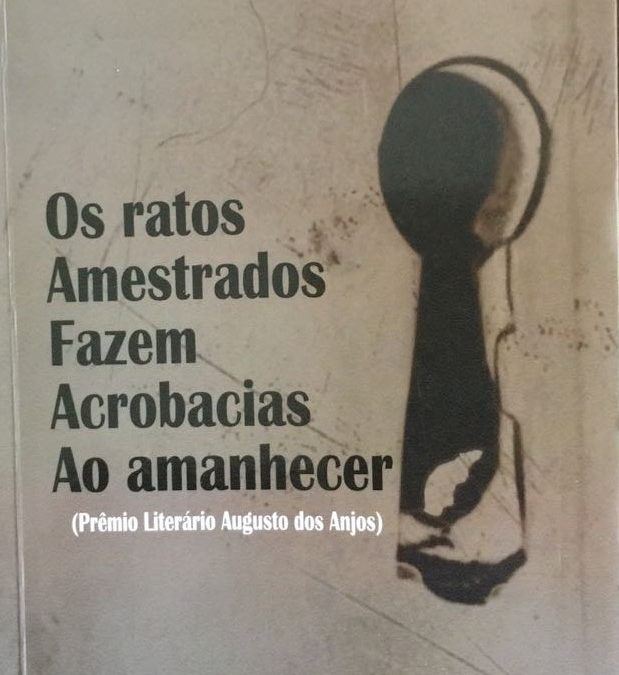 Os ratos
Amestrados
Fazem
Acrobacias
Ao amanhecer
(Prêmio Literário Augusto dos Anjos)